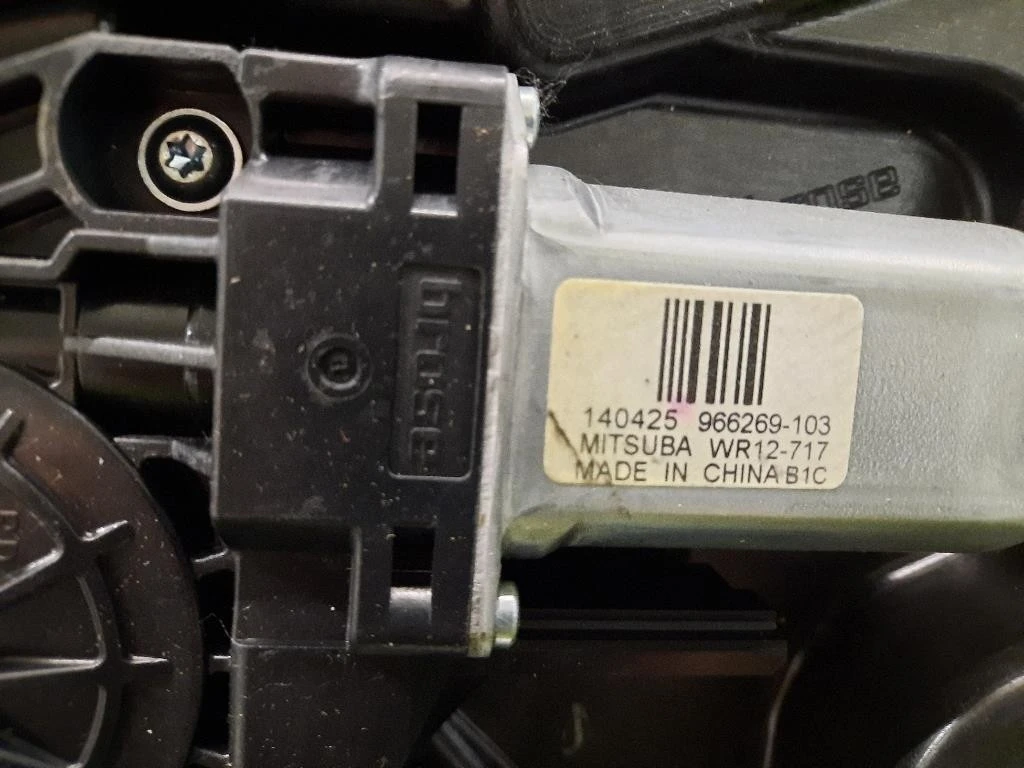 brose
140425 966269-103
MITSUBA WR12-717
MADE IN CHINA B1C